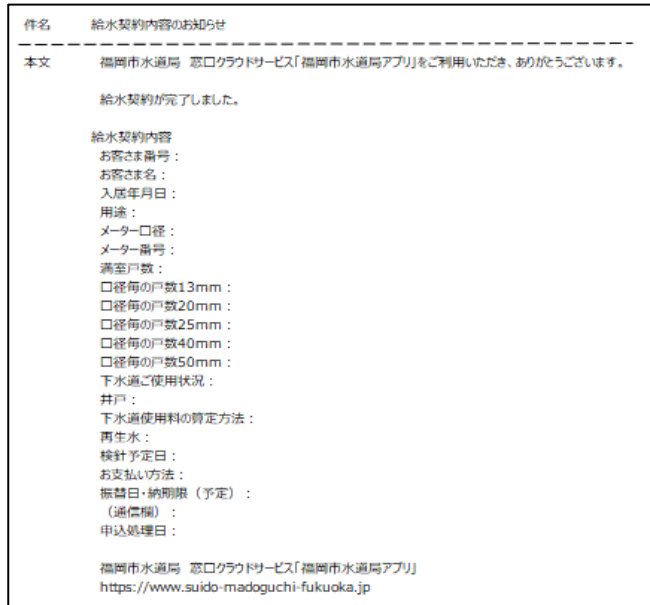 件名 給水契約内容のお知らせ
本文 福岡市水道局 窓口クラウドサービス「福岡市水道局アプリ」をご利用いただき、ありがとうございます。
給水契約が完了しました。
給水契約内容
お客さま番号：
お客さま名：
入居年月日：
用途：
メーター口径：
メーター番号：
満室戸数：
口径毎の戸数13mm：
口径毎の戸数20mm：
口径毎の戸数25mm：
口径毎の戸数40mm：
口径毎の戸数50mm：
下水道ご使用状況：
井戸：
下水道使用料の算定方法：
再生水：
検針予定日：
お支払い方法：
振替日・納期限（予定）：
（通信欄）：
申込処理日：
福岡市水道局 窓口クラウドサービス「福岡市水道局アプリ」
https://www.suido-madoguchi-fukuoka.jp